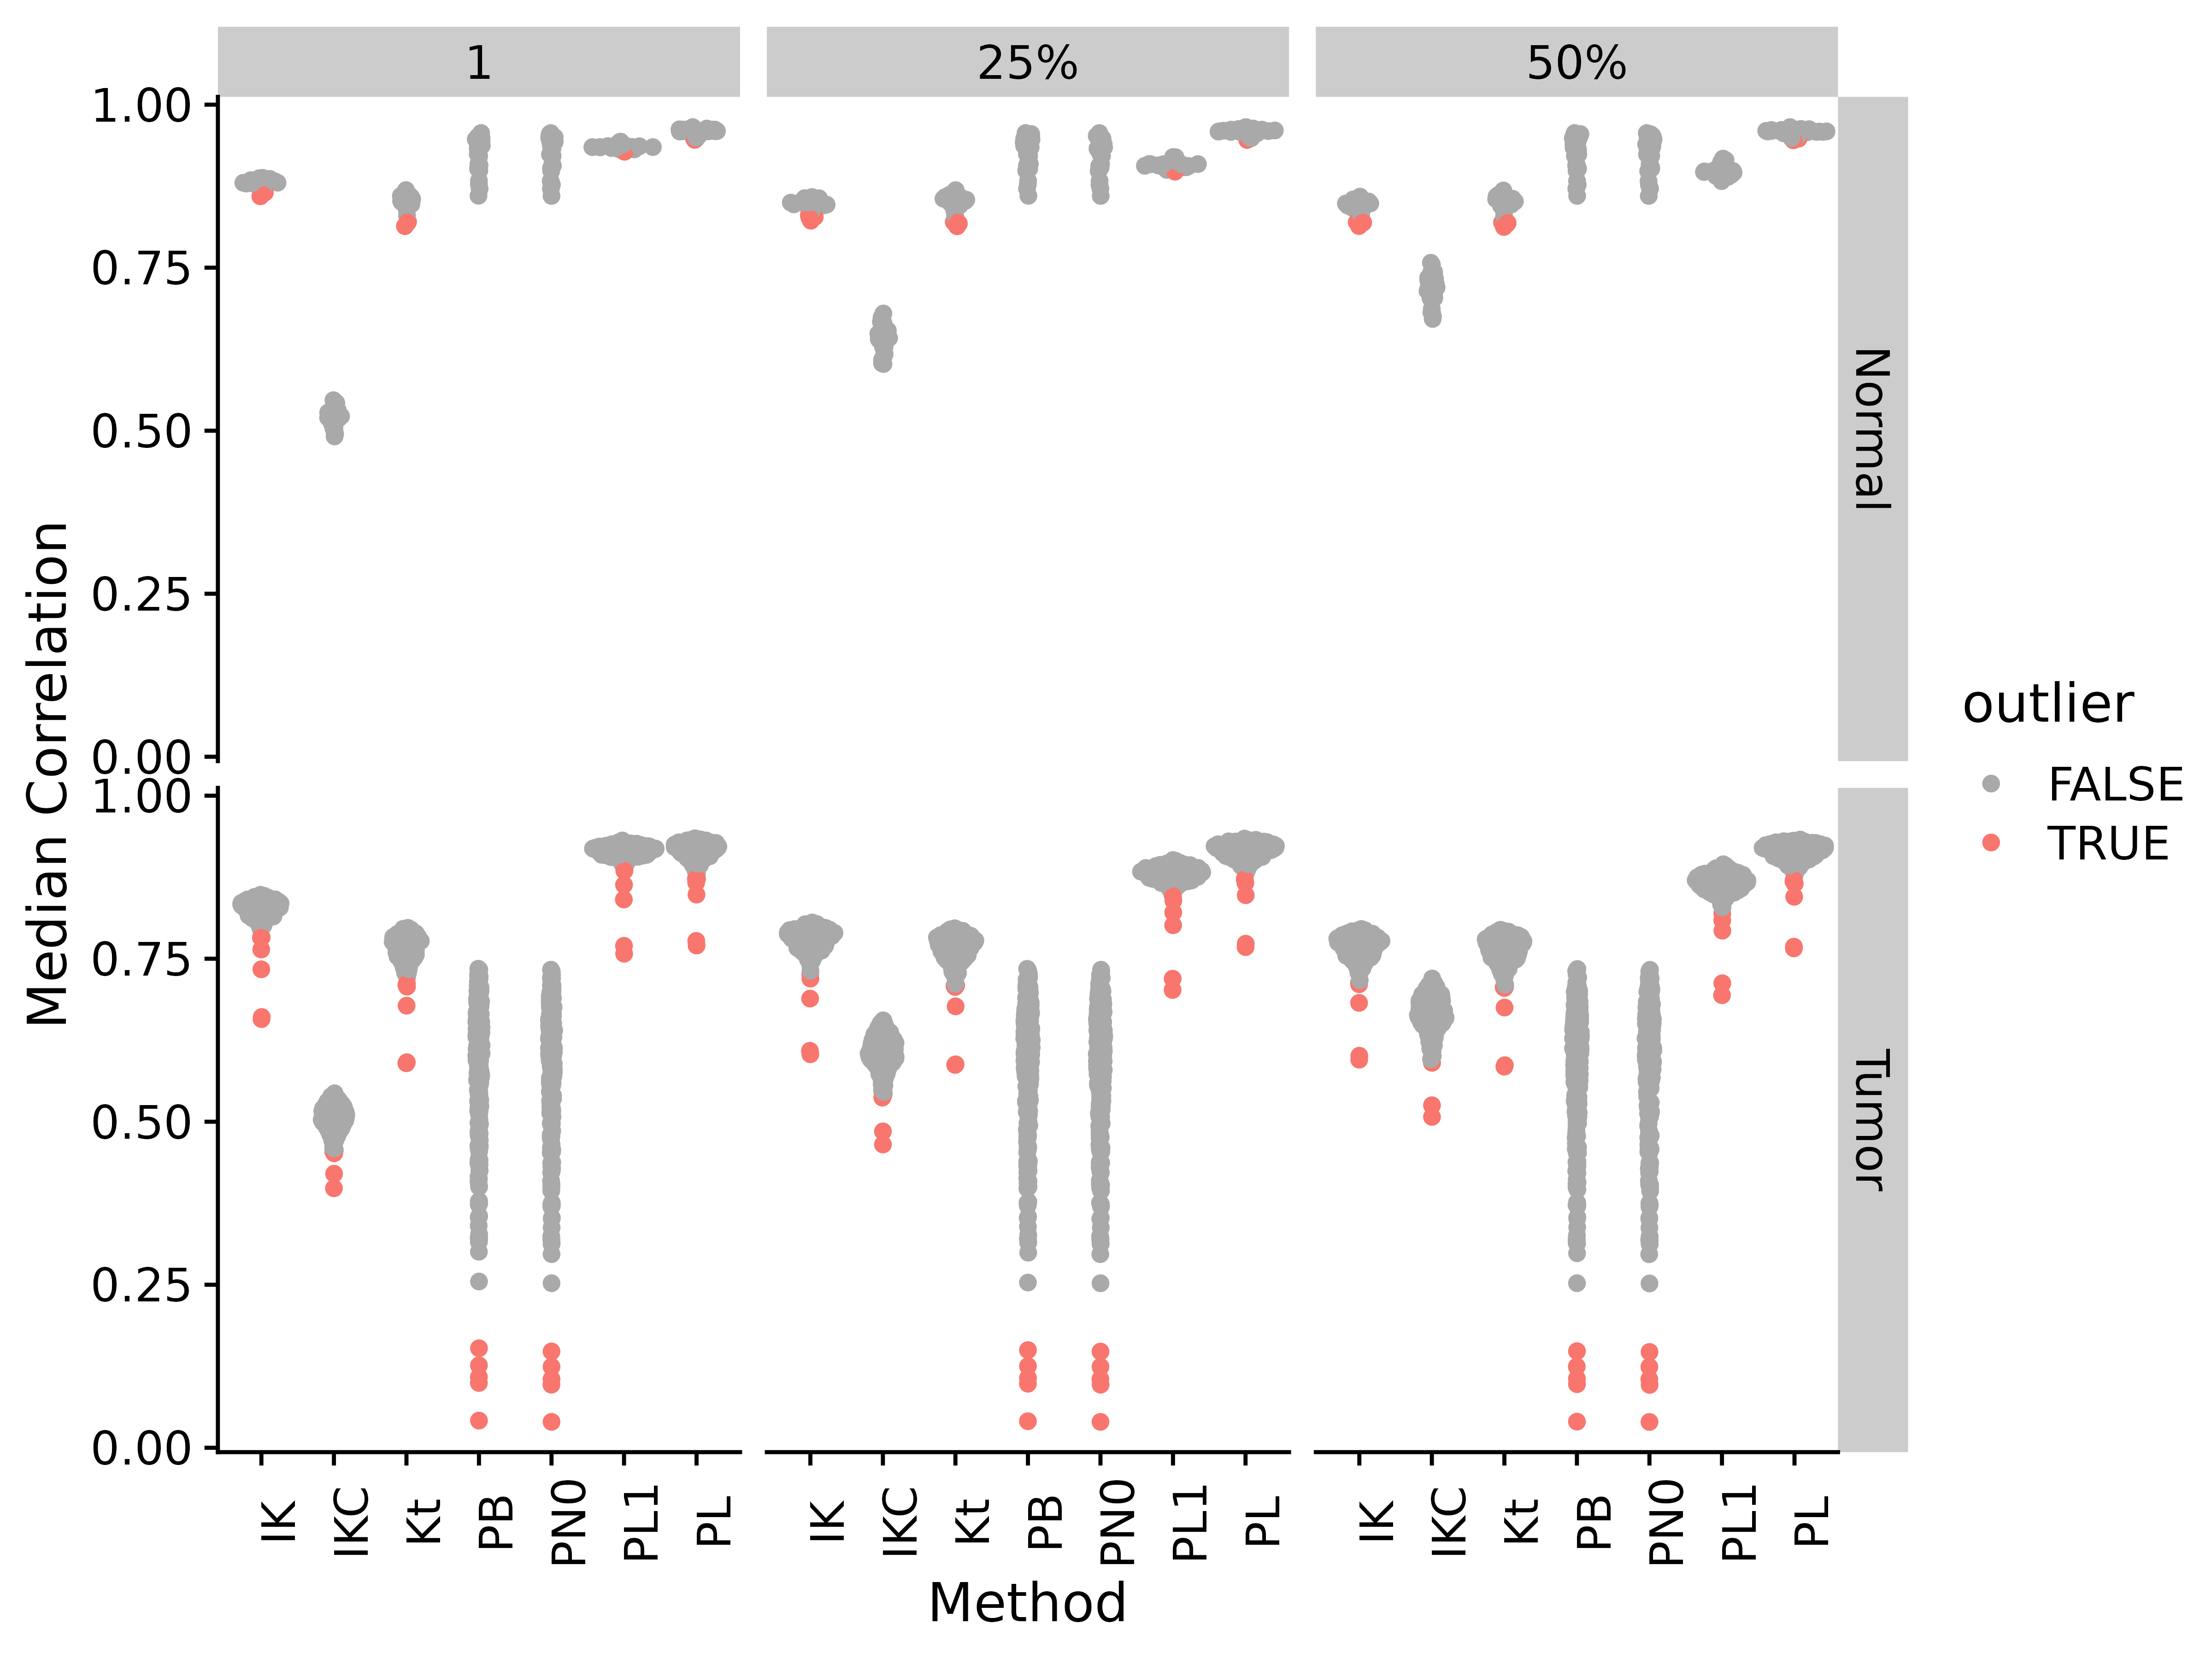 1 25% 50%
1.00
0.75
0.50
0.25
0.00
Normal
1.00
0.75
0.50
0.25
0.00
Tumor
Median Correlation
IK IKC Kt PB PN0 PL1 PL IK IKC Kt PB PN0 PL1 PL IK IKC Kt PB PN0 PL1 PL
Method
outlier
FALSE
TRUE